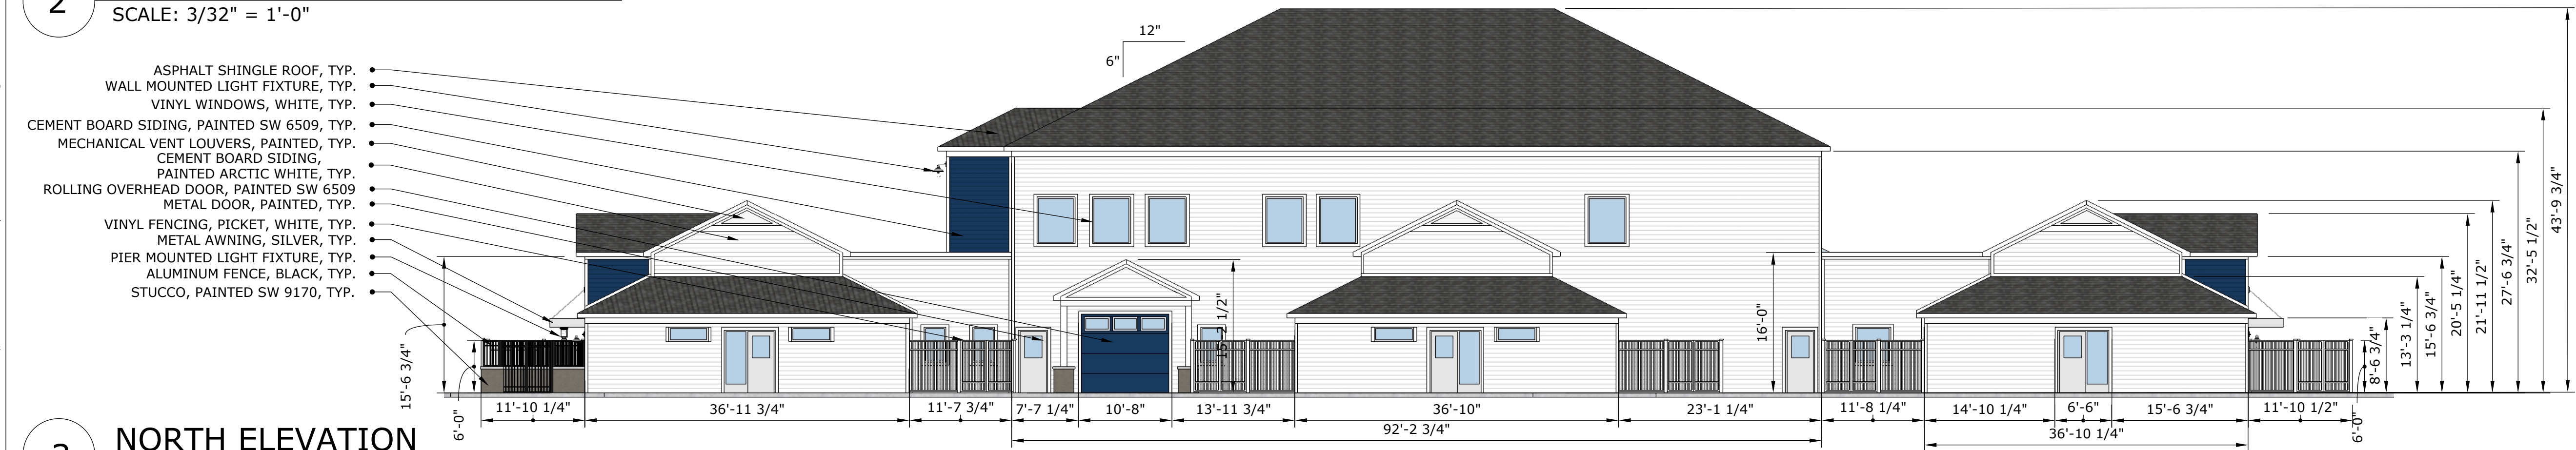 2
SCALE: 3/32" = 1'-0"
12"
6"
ASPHALT SHINGLE ROOF, TYP.
WALL MOUNTED LIGHT FIXTURE, TYP.
VINYL WINDOWS, WHITE, TYP.
CEMENT BOARD SIDING, PAINTED SW 6509, TYP.
MECHANICAL VENT LOUVERS, PAINTED, TYP.
CEMENT BOARD SIDING,
PAINTED ARCTIC WHITE, TYP.
ROLLING OVERHEAD DOOR, PAINTED SW 6509
METAL DOOR, PAINTED, TYP.
VINYL FENCING, PICKET, WHITE, TYP.
METAL AWNING, SILVER, TYP.
PIER MOUNTED LIGHT FIXTURE, TYP.
ALUMINUM FENCE, BLACK, TYP.
STUCCO, PAINTED SW 9170, TYP.
15'-6 3/4"
6'-0"
15'-2 1/2"
16'-0"
6'-0"
8'-6 3/4"
13'-3 1/4"
15'-6 3/4"
20'-5 1/4"
21'-11 1/2"
27'-6 3/4"
32'-5 1/2"
43'-9 3/4"
11'-10 1/4"
36'-11 3/4"
11'-7 3/4"
7'-7 1/4"
10'-8"
13'-11 3/4"
36'-10"
23'-1 1/4"
11'-8 1/4"
14'-10 1/4"
6'-6"
15'-6 3/4"
11'-10 1/2"
92'-2 3/4"
36'-10 1/4"
NORTH ELEVATION